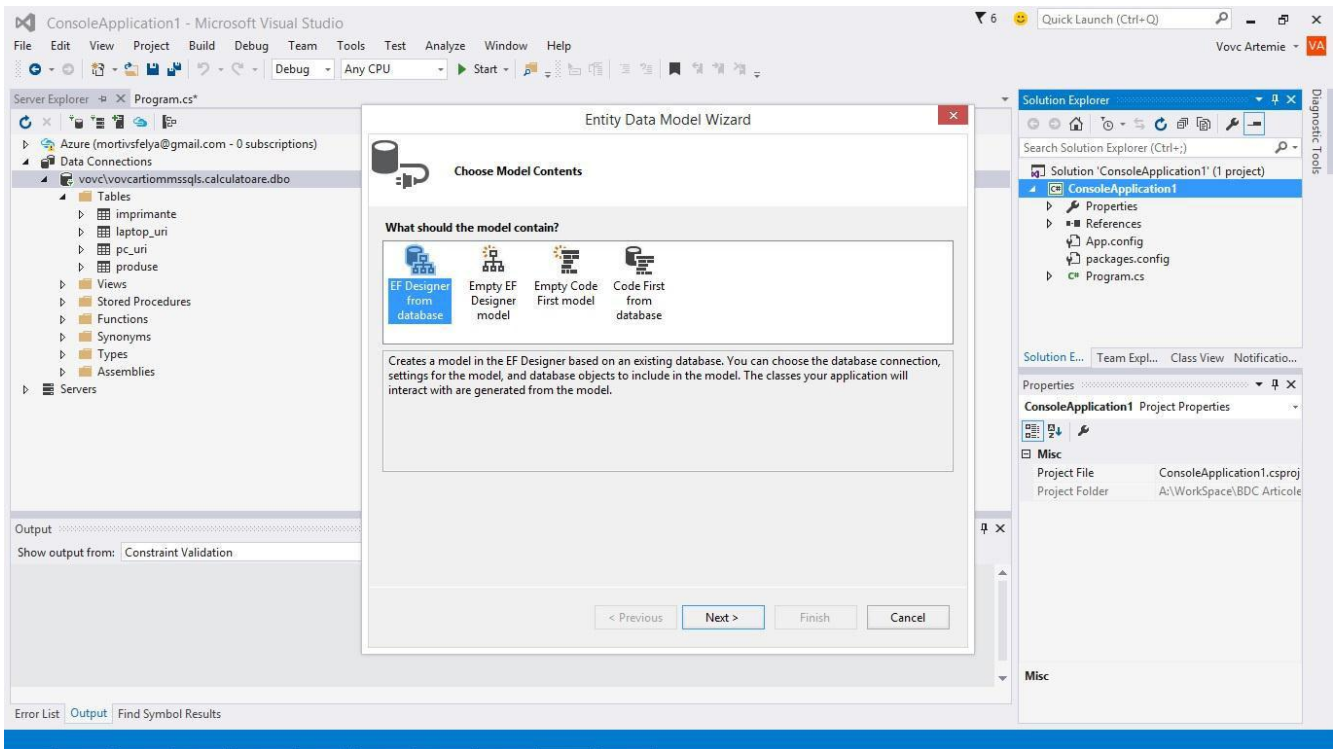 ConsoleApplication1 - Microsoft Visual Studio
6
Quick Launch (Ctrl+Q)
File Edit View Project Build Debug Team Tools Test Analyze Window Help
Vovc Artemie
VA
Debug Any CPU Start
Server Explorer
Program.cs*
Azure (mortivsfelya@gmail.com - 0 subscriptions)
Data Connections
vovc\vovcartiommssqls.calculatoare.dbo
Tables
imprimante
laptop_uri
pc_uri
produse
Views
Stored Procedures
Functions
Synonyms
Types
Assemblies
Servers
Entity Data Model Wizard
Choose Model Contents
What should the model contain?
EF Designer from database
Empty EF Designer model
Empty Code First model
Code First from database
Creates a model in the EF Designer based on an existing database. You can choose the database connection,
settings for the model, and database objects to include in the model. The classes your application will
interact with are generated from the model.
< Previous
Next >
Finish
Cancel
Solution Explorer
Search Solution Explorer (Ctrl+;)
Solution 'ConsoleApplication1' (1 project)
C# ConsoleApplication1
Properties
References
App.config
packages.config
C# Program.cs
Solution E... Team Expl... Class View Notificatio...
Properties
ConsoleApplication1 Project Properties
Misc
Project File ConsoleApplication1.csproj
Project Folder A:\WorkSpace\BDC Articole
Misc
Diagnostic Tools
Output
Show output from: Constraint Validation
Error List Output Find Symbol Results